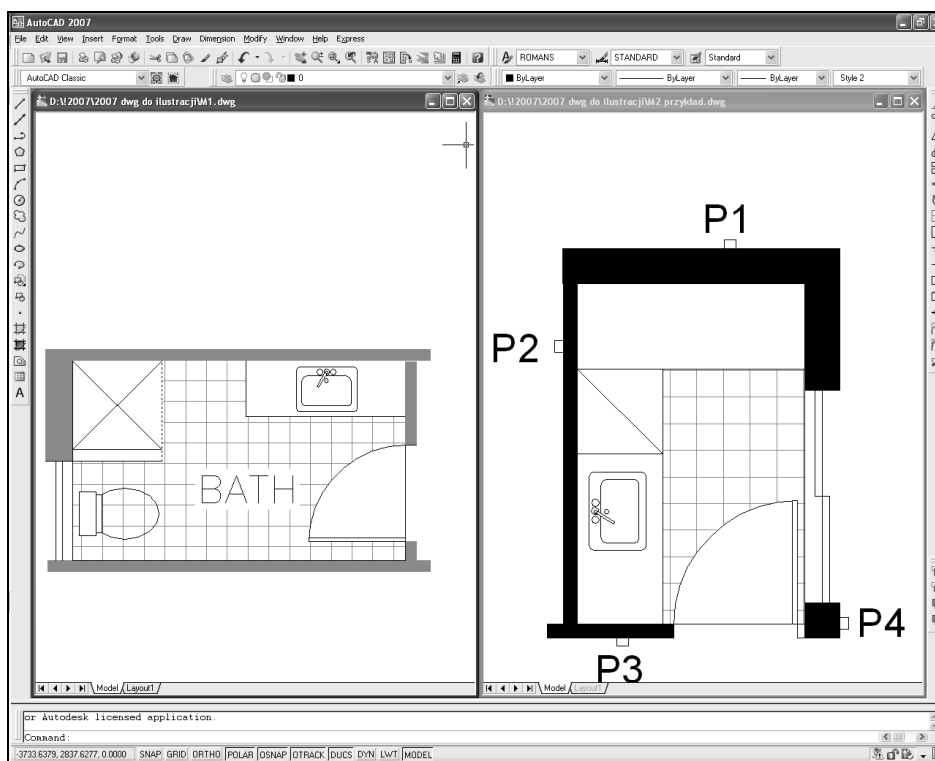 AutoCAD 2007
File Edit View Insert Format Tools Draw Dimension Modify Window Help Express
ROMANS STANDARD Standard
AutoCAD Classic 0 ByLayer ByLayer ByLayer Style 2
D:\!2007\2007 dwg do ilustracji\M1.dwg
D:\!2007\2007 dwg do ilustracji\M2 przykład.dwg
P1
P2
BATH
P4
P3
Model Layout1
Model Layout1
or Autodesk licensed application.
Command:
-3733.6379, 2837.6277, 0.0000 SNAP GRID ORTHO POLAR OSNAP OTRACK DUCS DYN LWT MODEL